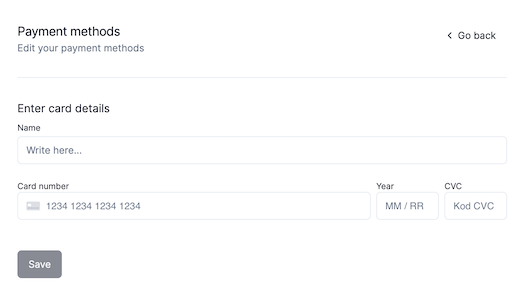 Payment methods
Go back
Edit your payment methods
Enter card details
Name
Write here...
Card number
Year
CVC
1234 1234 1234 1234
MM / RR
Kod CVC
Save